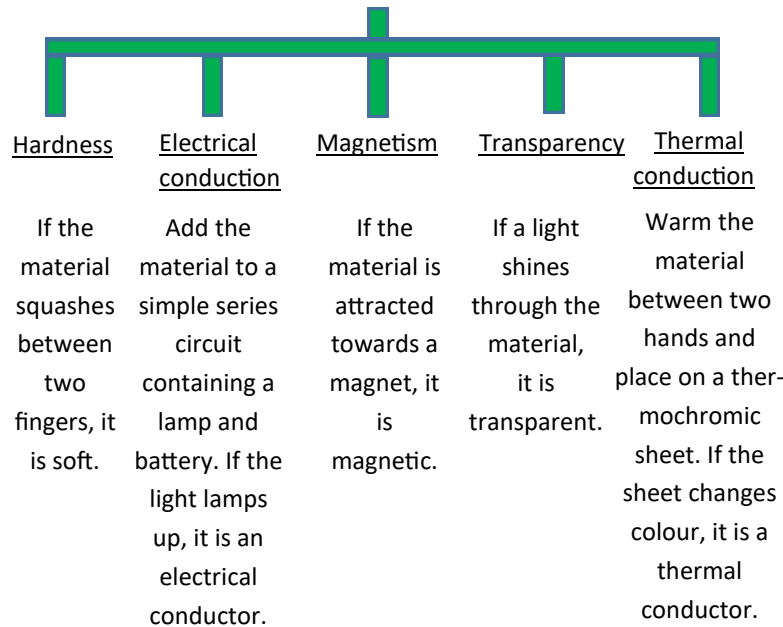 Hardness
If the
material
squashes
between
two
fingers, it
is soft.
Electrical
conduction
Add the
material to a
simple series
circuit
containing a
lamp and
battery. If the
light lamps
up, it is an
electrical
conductor.
Magnetism
If the
material is
attracted
towards a
magnet, it
is
magnetic.
Transparency
If a light
shines
through the
material,
it is
transparent.
Thermal
conduction
Warm the
material
between two
hands and
place on a ther-
mochromic
sheet. If the
sheet changes
colour, it is a
thermal
conductor.